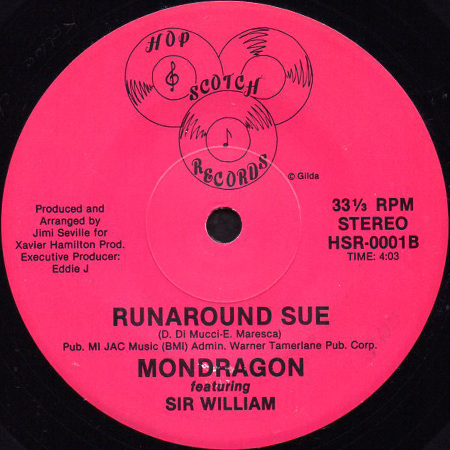 HOP
SCOTCH
RECORDS
© Gilda
33 1/3 RPM
STEREO
HSR-0001B
TIME: 4:03
Produced and
Arranged by
Jimi Seville for
Xavier Hamilton Prod.
Executive Producer:
Eddie J
RUNAROUND SUE
(D. Di Mucci-E. Maresca)
Pub. MI JAC Music (BMI) Admin. Warner Tamerlane Pub. Corp.
MONDRAGON
featuring
SIR WILLIAM